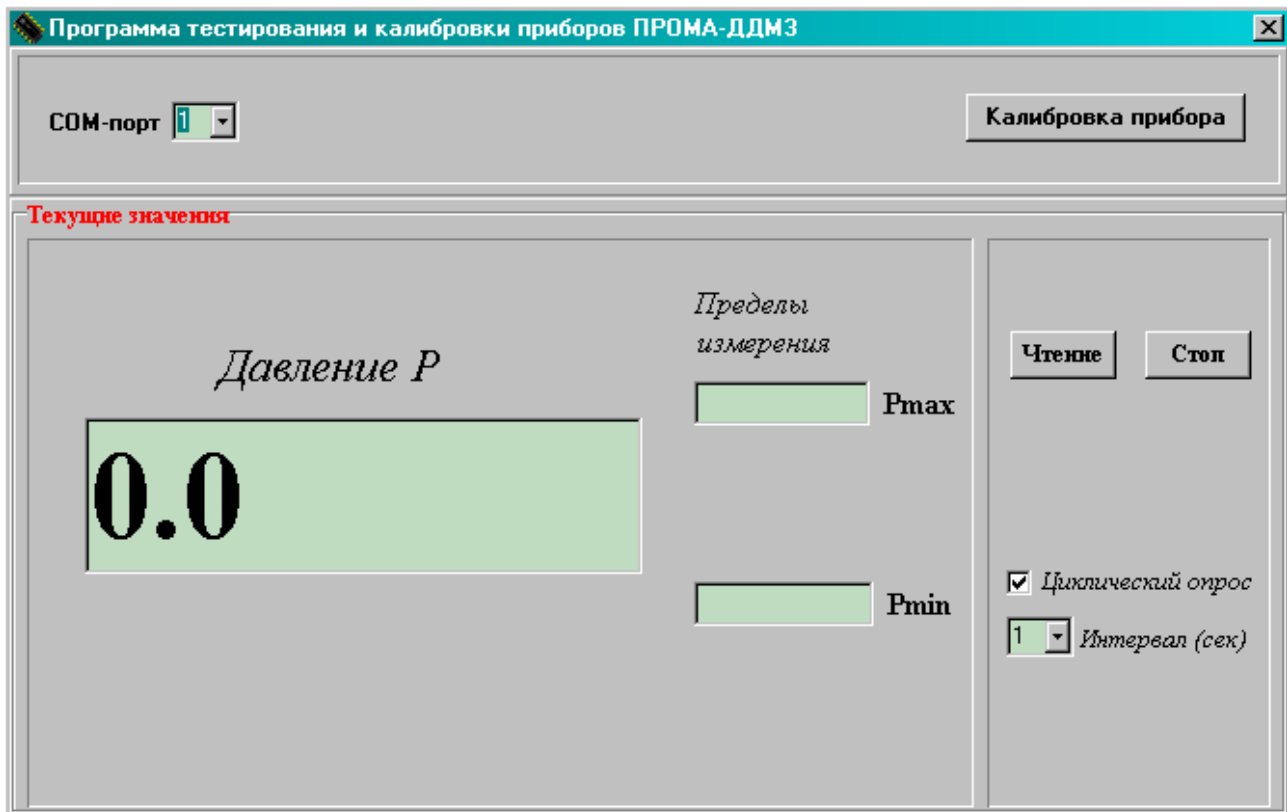 Программа тестирования и калибровки приборов ПРОМА-ДДМЗ
COM-порт 1
Калибровка прибора
Текущие значения
Давление P
0.0
Пределы
измерения
Pmax
Pmin
Чтение
Стоп
Циклический опрос
1 Интервал (сек)